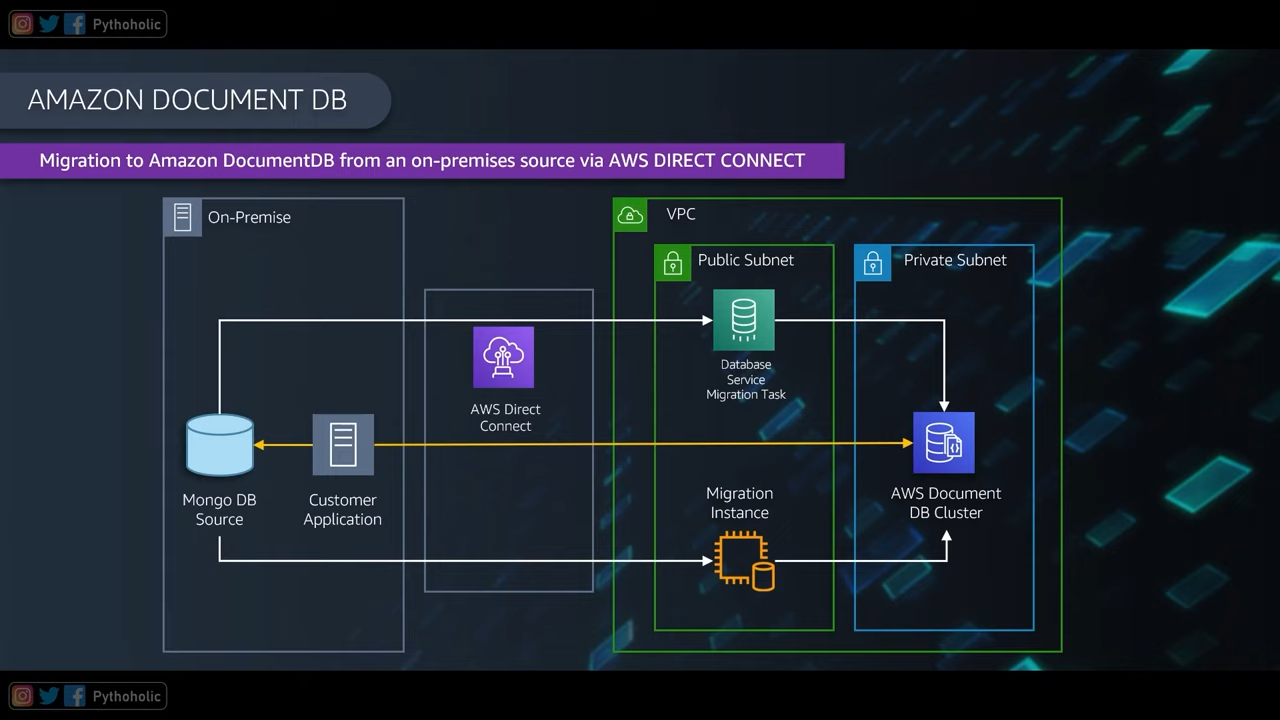 Pythoholic
AMAZON DOCUMENT DB
Migration to Amazon DocumentDB from an on-premises source via AWS DIRECT CONNECT
On-Premise
VPC
Public Subnet
Private Subnet
Database
Service
Migration Task
AWS Direct
Connect
Mongo DB
Source
Customer
Application
Migration
Instance
AWS Document
DB Cluster
Pythoholic